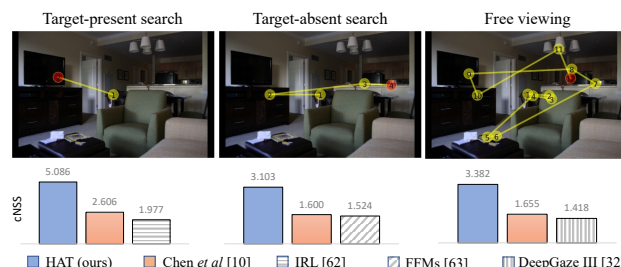 Target-present search Target-absent search Free viewing
5.086 2.606 1.977
3.103 1.600 1.524
3.382 1.655 1.418
cNSS
HAT (ours) Chen et al [10] IRL [62] FFMs [63] DeepGaze III [32